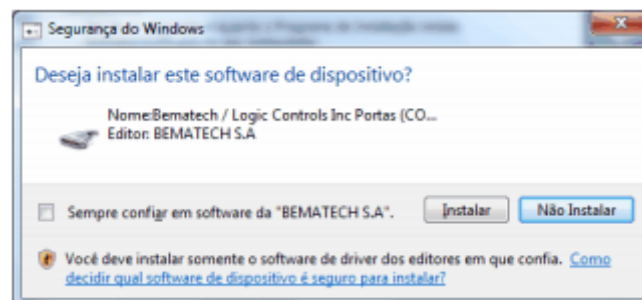 Segurança do Windows
Deseja instalar este software de dispositivo?
Nome:Bematech / Logic Controls Inc Portas (CO...
Editor: BEMATECH S.A
Sempre confiar em software da "BEMATECH S.A".
Instalar
Não Instalar
Você deve instalar somente o software de driver dos editores em que confia. Como
decidir qual software de dispositivo é seguro para instalar?